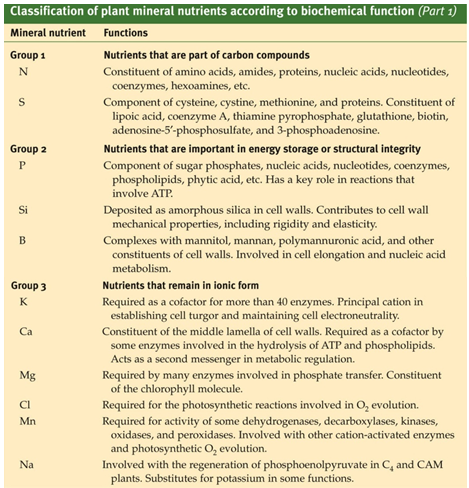 Classification of plant mineral nutrients according to biochemical function (Part 1)
Mineral nutrient Functions
Group 1 Nutrients that are part of carbon compounds
N Constituent of amino acids, amides, proteins, nucleic acids, nucleotides,
coenzymes, hexoamines, etc.
S Component of cysteine, cystine, methionine, and proteins. Constituent of
lipoic acid, coenzyme A, thiamine pyrophosphate, glutathione, biotin,
adenosine-5′-phosphosulfate, and 3-phosphoadenosine.
Group 2 Nutrients that are important in energy storage or structural integrity
P Component of sugar phosphates, nucleic acids, nucleotides, coenzymes,
phospholipids, phytic acid, etc. Has a key role in reactions that
involve ATP.
Si Deposited as amorphous silica in cell walls. Contributes to cell wall
mechanical properties, including rigidity and elasticity.
B Complexes with mannitol, mannan, polymannuronic acid, and other
constituents of cell walls. Involved in cell elongation and nucleic acid
metabolism.
Group 3 Nutrients that remain in ionic form
K Required as a cofactor for more than 40 enzymes. Principal cation in
establishing cell turgor and maintaining cell electroneutrality.
Ca Constituent of the middle lamella of cell walls. Required as a cofactor by
some enzymes involved in the hydrolysis of ATP and phospholipids.
Acts as a second messenger in metabolic regulation.
Mg Required by many enzymes involved in phosphate transfer. Constituent
of the chlorophyll molecule.
Cl Required for the photosynthetic reactions involved in O₂ evolution.
Mn Required for activity of some dehydrogenases, decarboxylases, kinases,
oxidases, and peroxidases. Involved with other cation-activated enzymes
and photosynthetic O₂ evolution.
Na Involved with the regeneration of phosphoenolpyruvate in C₄ and CAM
plants. Substitutes for potassium in some functions.